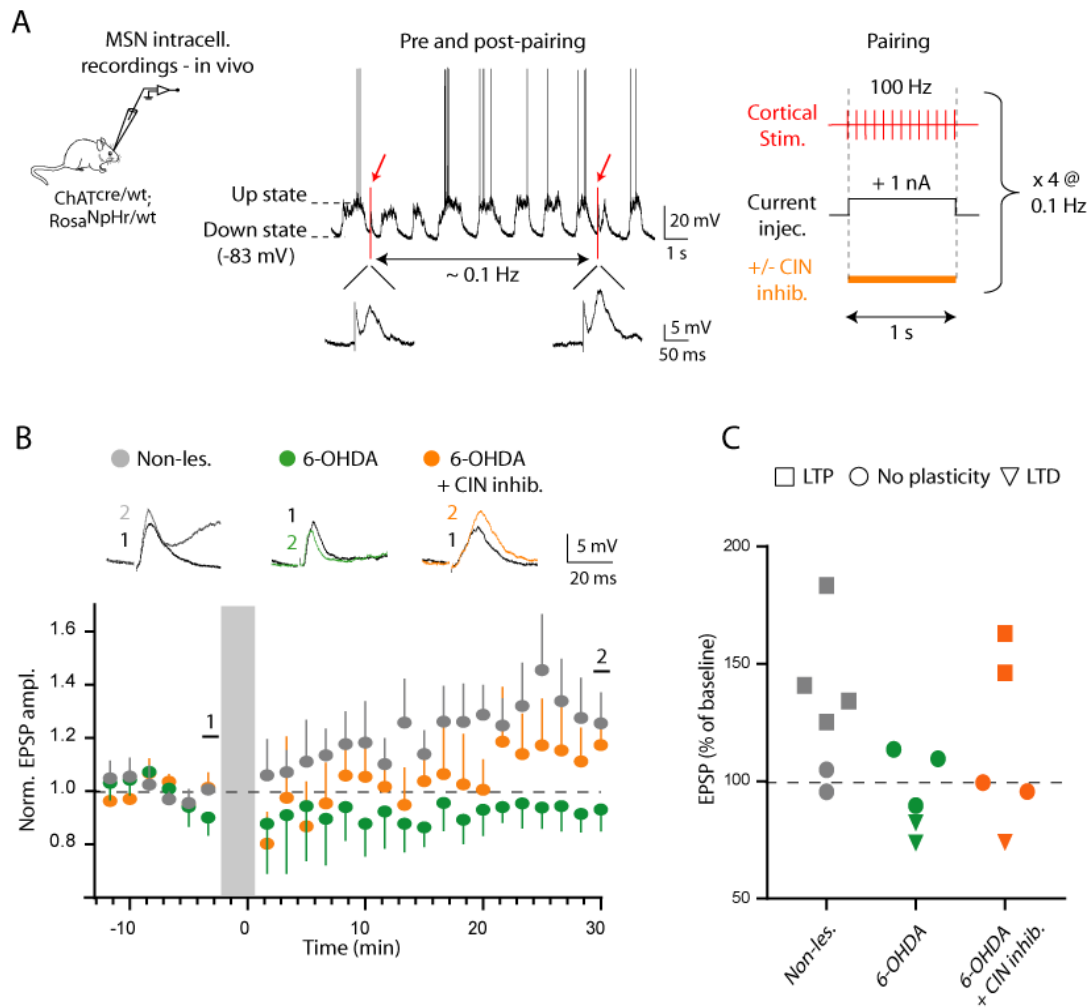 A
MSN intracell.
recordings - in vivo
ChATcre/wt;
RosaNpHr/wt
Pre and post-pairing
Up state
Down state
(-83 mV)
20 mV
1 s
~ 0.1 Hz
5 mV
50 ms
Pairing
100 Hz
Cortical
Stim.
+ 1 nA
Current
injec.
+/- CIN
inhib.
1 s
x 4 @
0.1 Hz
B
Non-les.
6-OHDA
6-OHDA
+ CIN inhib.
2
1
1
2
2
1
5 mV
20 ms
Norm. EPSP ampl.
1.6
1.4
1.2
1.0
0.8
1
2
-10
0
10
20
30
Time (min)
C
LTP
No plasticity
LTD
EPSP (% of baseline)
200
150
100
50
Non-les.
6-OHDA
6-OHDA
+ CIN inhib.